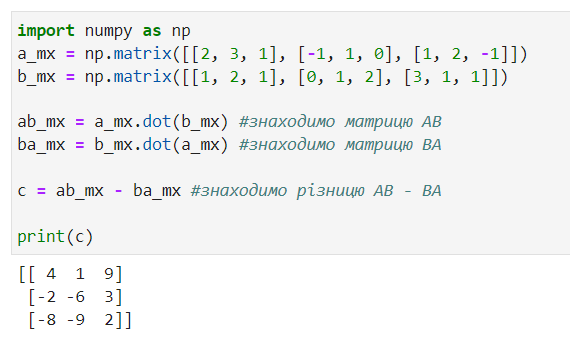 import numpy as np
a_mx = np.matrix([[2, 3, 1], [-1, 1, 0], [1, 2, -1]])
b_mx = np.matrix([[1, 2, 1], [0, 1, 2], [3, 1, 1]])

ab_mx = a_mx.dot(b_mx) #знаходимо матрицю AB
ba_mx = b_mx.dot(a_mx) #знаходимо матрицю BA

c = ab_mx - ba_mx #знаходимо різницю AB - BA

print(c)

[[ 4  1  9]
 [-2 -6  3]
 [-8 -9  2]]